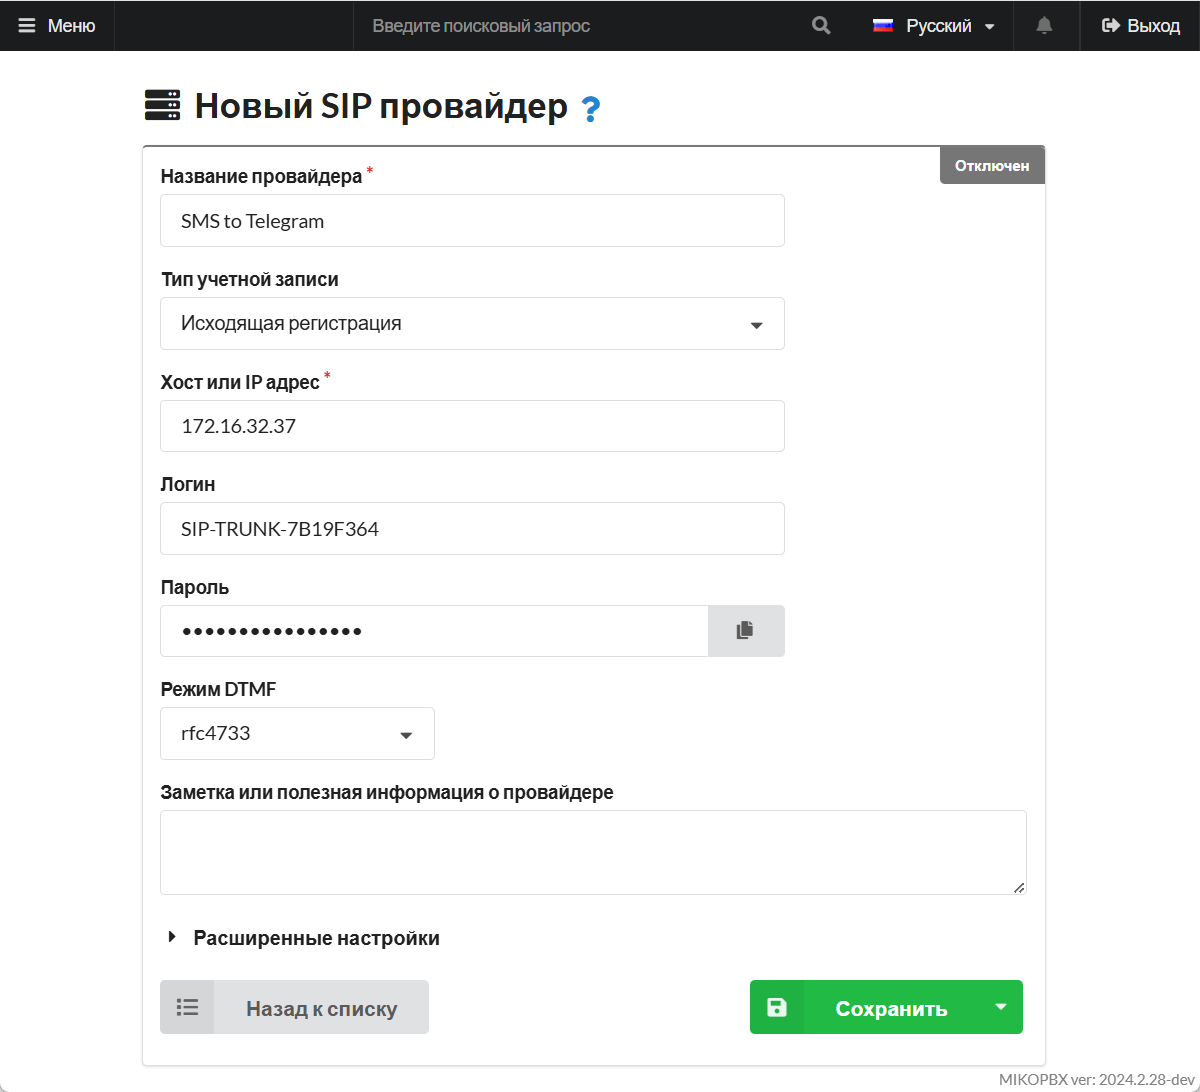 Меню
Введите поисковый запрос
Русский
Выход
Новый SIP провайдер ?
Отключен
Название провайдера *
SMS to Telegram
Тип учетной записи
Исходящая регистрация
Хост или IP адрес *
172.16.32.37
Логин
SIP-TRUNK-7B19F364
Пароль
••••••••••••••••
Режим DTMF
rfc4733
Заметка или полезная информация о провайдере
Расширенные настройки
Назад к списку
Сохранить
MIKOPBX ver: 2024.2.28-dev